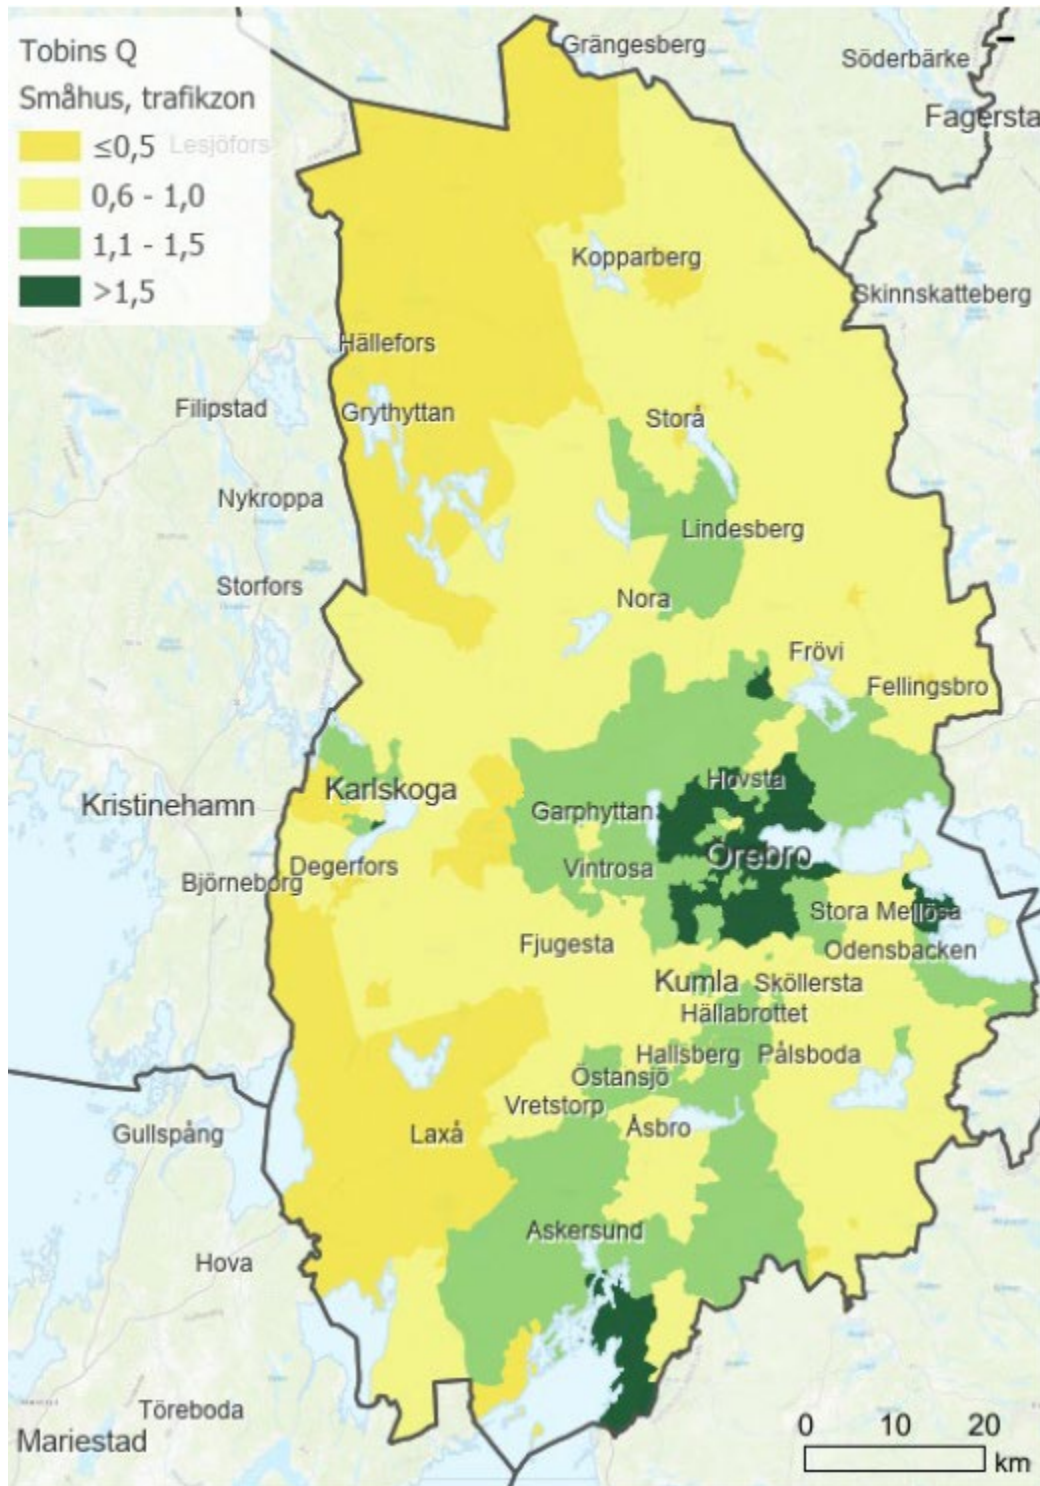 Tobins Q
Småhus, trafikzon
≤0,5
Lesjöfors
0,6 - 1,0
1,1 - 1,5
>1,5
Grängesberg
Söderbärke
Fagersta
Kopparberg
Skinnskatteberg
Hällefors
Filipstad
Grythyttan
Storå
Nykroppa
Lindesberg
Storfors
Nora
Frövi
Fellingsbro
Hovsta
Karlskoga
Kristinehamn
Garphyttan
Örebro
Degerfors
Vintrosa
Björneborg
Stora Mellösa
Fjugesta
Odensbacken
Kumla
Sköllersta
Hällabrottet
Hallsberg
Pålsboda
Östansjö
Vretstorp
Åsbro
Gullspång
Laxå
Askersund
Hova
Töreboda
Mariestad
0 10 20
km